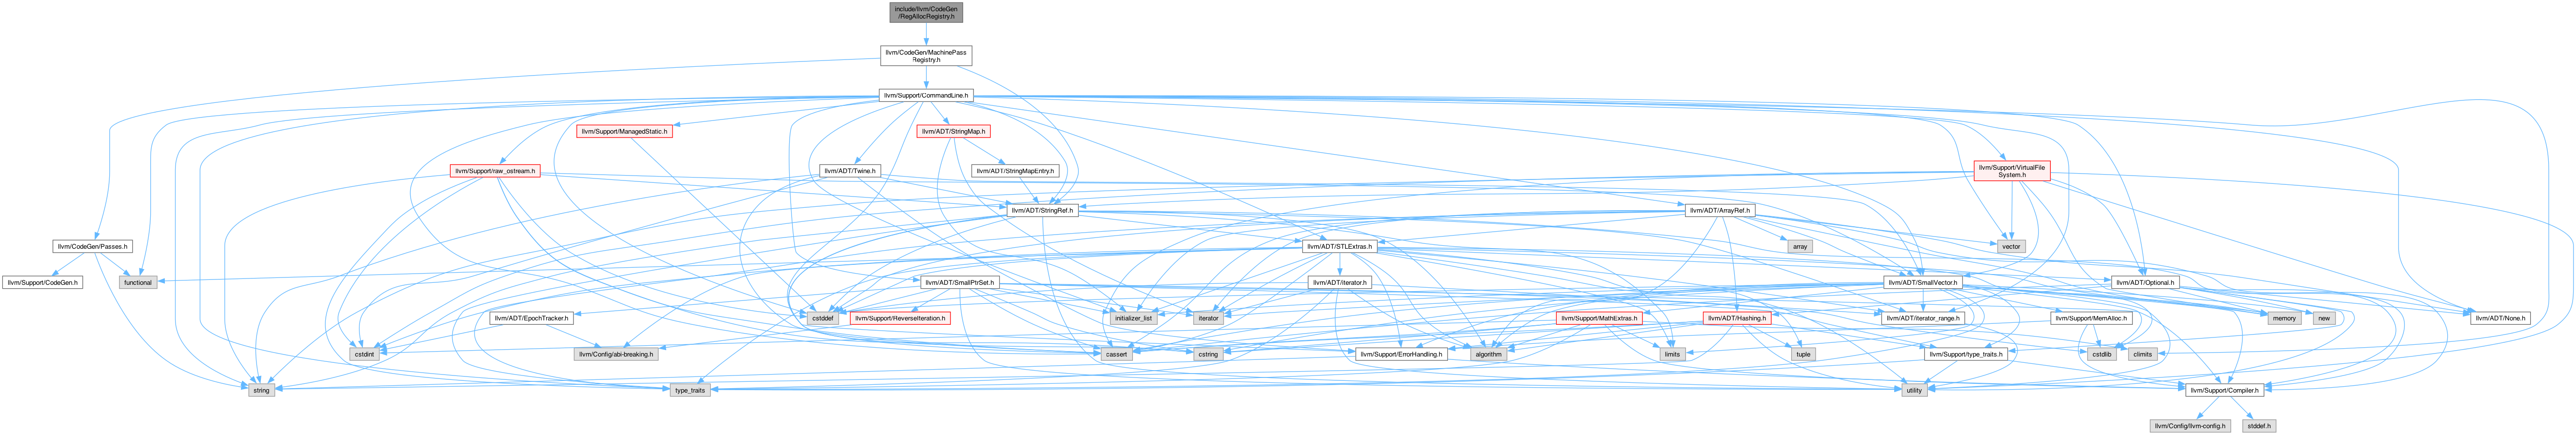 include/llvm/CodeGen
/RegAllocRegistry.h
llvm/CodeGen/MachinePass
Registry.h
llvm/Support/CommandLine.h
llvm/Support/ManagedStatic.h
llvm/ADT/StringMap.h
llvm/Support/raw_ostream.h
llvm/ADT/Twine.h
llvm/ADT/StringMapEntry.h
llvm/Support/VirtualFile
System.h
llvm/ADT/StringRef.h
llvm/ADT/ArrayRef.h
llvm/CodeGen/Passes.h
llvm/ADT/STLExtras.h
array
vector
llvm/Support/CodeGen.h
functional
llvm/ADT/SmallPtrSet.h
llvm/ADT/iterator.h
llvm/ADT/SmallVector.h
llvm/ADT/Optional.h
llvm/ADT/EpochTracker.h
cstddef
llvm/Support/ReverseIteration.h
initializer_list
iterator
llvm/Support/MathExtras.h
llvm/ADT/Hashing.h
llvm/ADT/iterator_range.h
llvm/Support/MemAlloc.h
memory
new
llvm/ADT/None.h
cstdint
llvm/Config/abi-breaking.h
cassert
cstring
llvm/Support/ErrorHandling.h
algorithm
limits
tuple
llvm/Support/type_traits.h
cstdlib
climits
string
type_traits
utility
llvm/Support/Compiler.h
llvm/Config/llvm-config.h
stddef.h